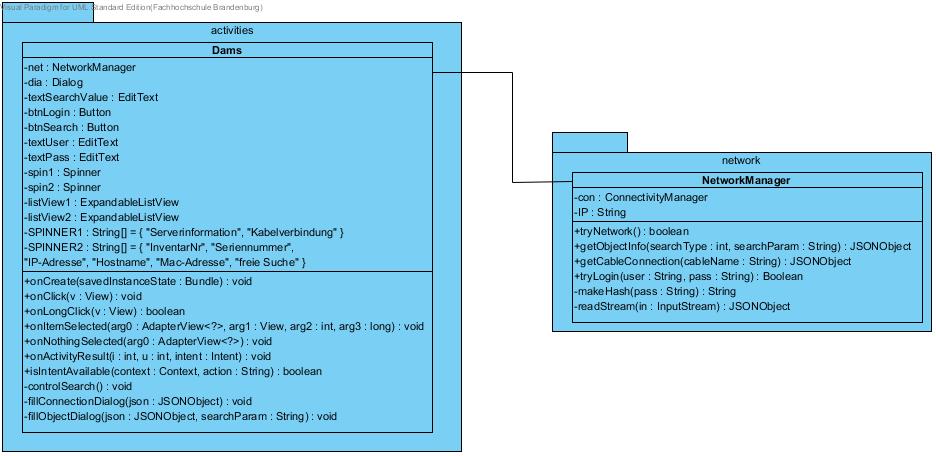 Visual Paradigm for UML Standard Edition(Fachhochschule Brandenburg)
activities
Dams
-net : NetworkManager
-dia : Dialog
-textSearchValue : EditText
-btnLogin : Button
-btnSearch : Button
-textUser : EditText
-textPass : EditText
-spin1 : Spinner
-spin2 : Spinner
-listView1 : ExpandableListView
-listView2 : ExpandableListView
-SPINNER1 : String[] = { "Serverinformation", "Kabelverbindung" }
-SPINNER2 : String[] = { "InventarNr", "Seriennummer",
"IP-Adresse", "Hostname", "Mac-Adresse", "freie Suche" }
+onCreate(savedInstanceState : Bundle) : void
+onClick(v : View) : void
+onLongClick(v : View) : boolean
+onItemSelected(arg0 : AdapterView<?>, arg1 : View, arg2 : int, arg3 : long) : void
+onNothingSelected(arg0 : AdapterView<?>) : void
+onActivityResult(i : int, u : int, intent : Intent) : void
+isIntentAvailable(context : Context, action : String) : boolean
-controlSearch() : void
-fillConnectionDialog(json : JSONObject) : void
-fillObjectDialog(json : JSONObject, searchParam : String) : void
network
NetworkManager
-con : ConnectivityManager
-IP : String
+tryNetwork() : boolean
+getObjectInfo(searchType : int, searchParam : String) : JSONObject
+getCableConnection(cableName : String) : JSONObject
+tryLogin(user : String, pass : String) : Boolean
-makeHash(pass : String) : String
-readStream(in : InputStream) : JSONObject